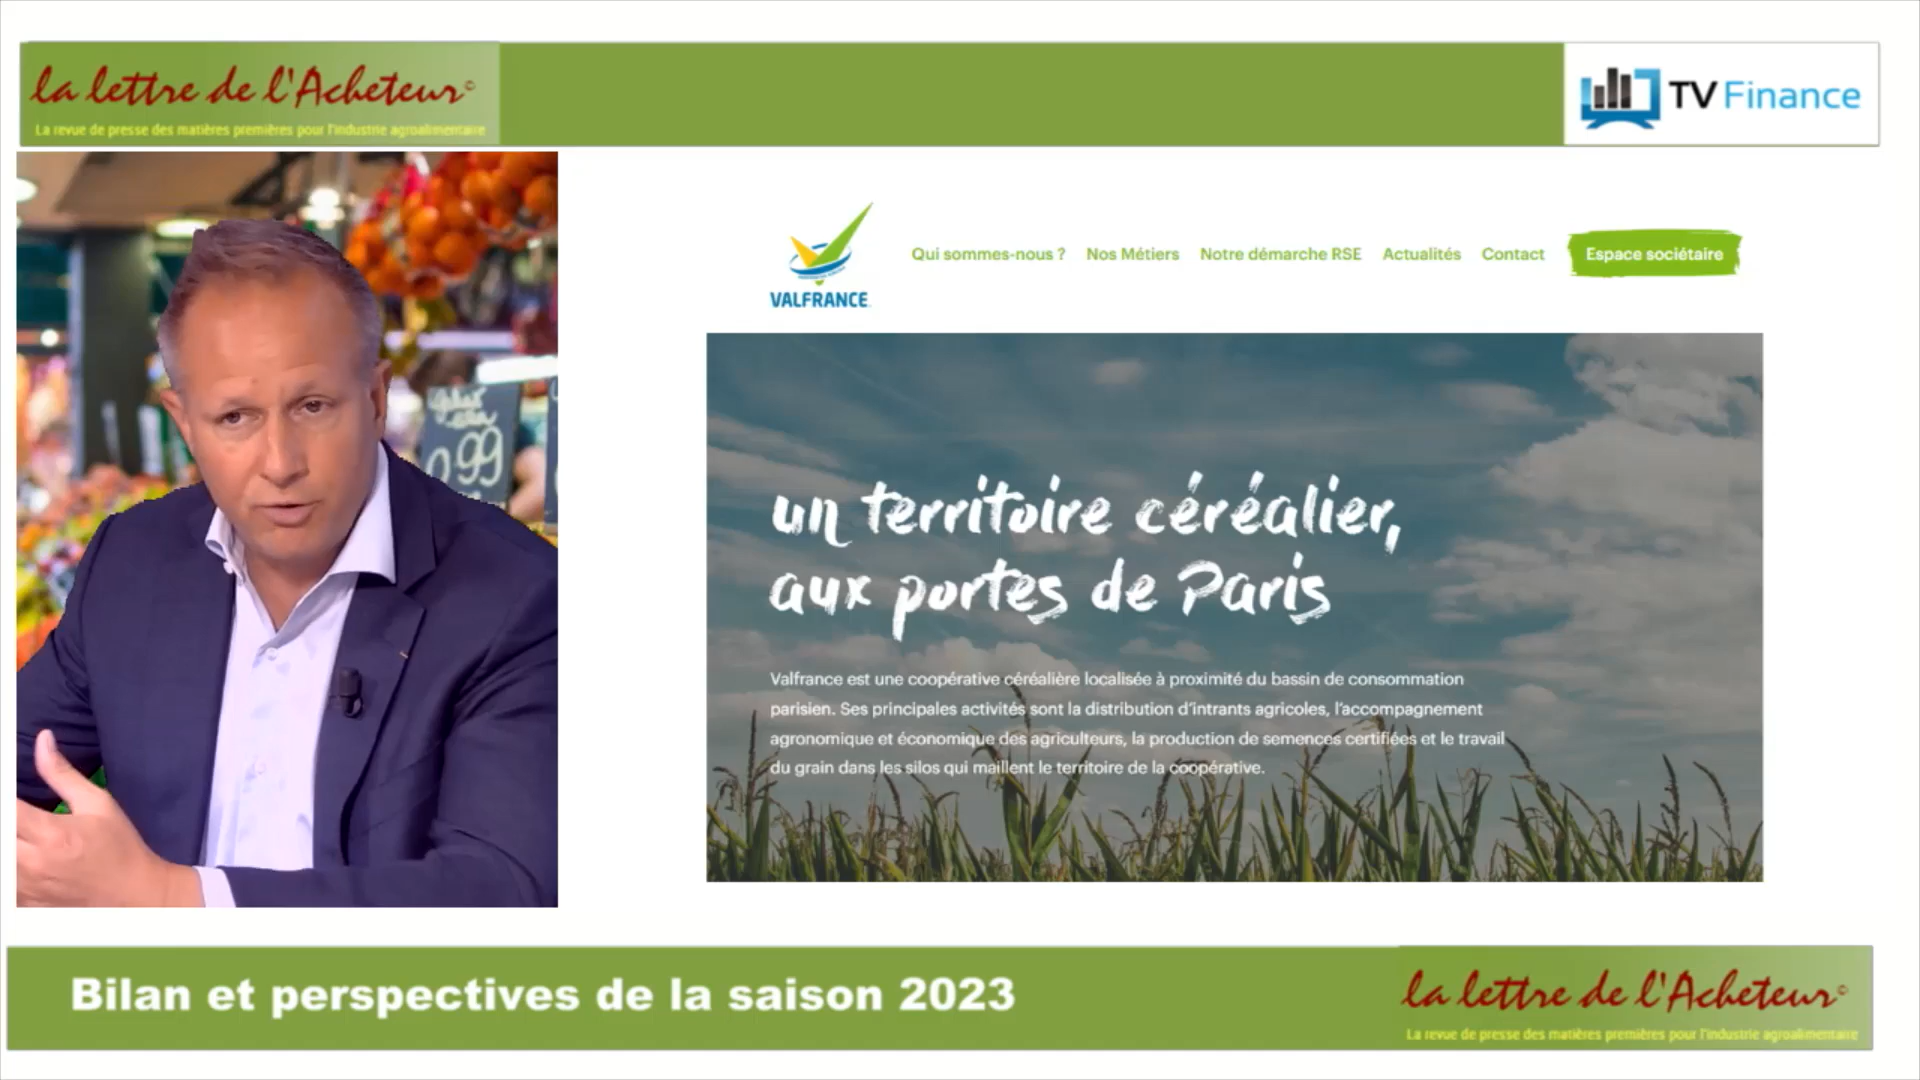 la lettre de l'Acheteur©
La revue de presse des matières premières pour l'industrie agroalimentaire
TV Finance
0,99
VALFRANCE
Qui sommes-nous ? Nos Métiers Notre démarche RSE Actualités Contact Espace sociétaire
un territoire céréalier,
aux portes de Paris
Valfrance est une coopérative céréalière localisée à proximité du bassin de consommation
parisien. Ses principales activités sont la distribution d'intrants agricoles, l'accompagnement
agronomique et économique des agriculteurs, la production de semences certifiées et le travail
du grain dans les silos qui maillent le territoire de la coopérative.
Bilan et perspectives de la saison 2023
la lettre de l'Acheteur©
La revue de presse des matières premières pour l'industrie agroalimentaire